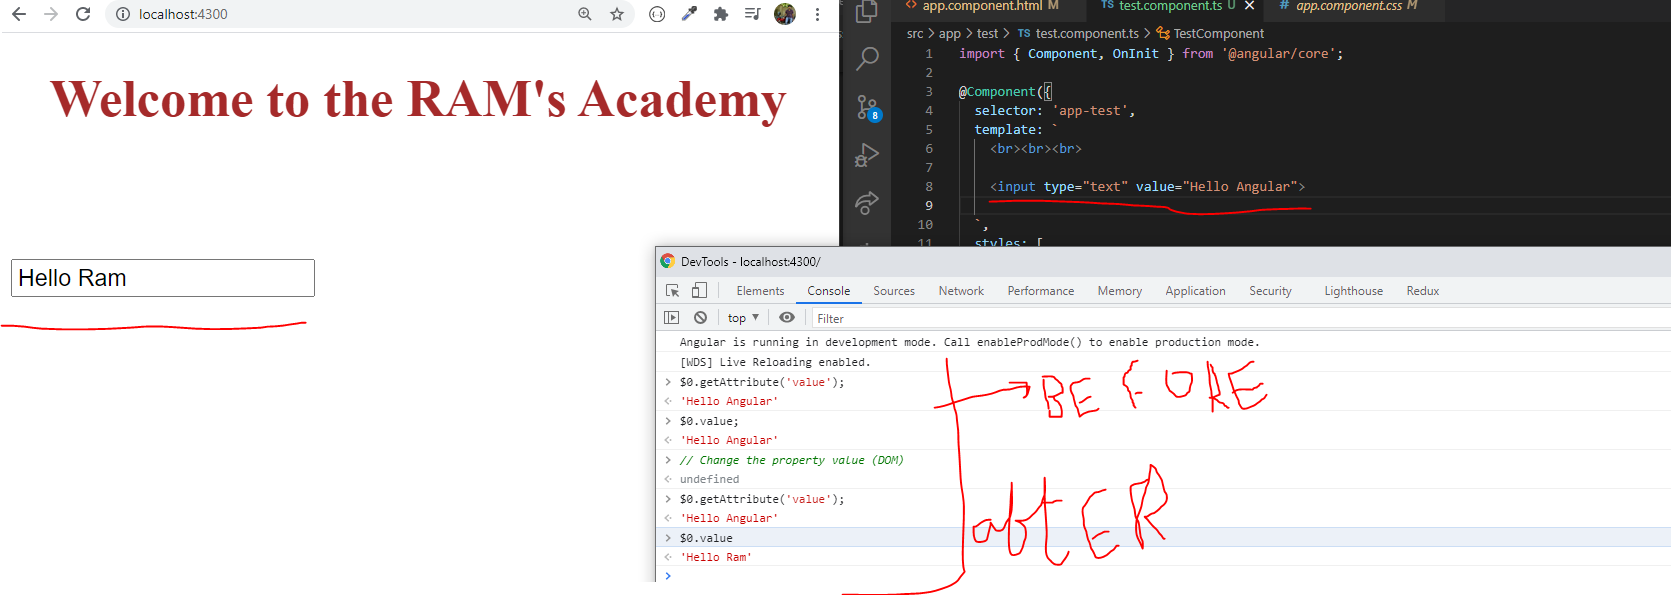 localhost:4300
Welcome to the RAM's Academy
Hello Ram
app.component.html M
TS test.component.ts U
# app.component.css M
src > app > test > TS test.component.ts > TestComponent
1 import { Component, OnInit } from '@angular/core';
2
3 @Component({
4 selector: 'app-test',
5 template: `
6 <br><br><br>
7
8 <input type="text" value="Hello Angular">
9
10 `,
11 styles: [
8
DevTools - localhost:4300/
Elements Console Sources Network Performance Memory Application Security Lighthouse Redux
top Filter
Angular is running in development mode. Call enableProdMode() to enable production mode.
[WDS] Live Reloading enabled.
> $0.getAttribute('value');
'Hello Angular'
> $0.value;
'Hello Angular'
> // Change the property value (DOM)
undefined
> $0.getAttribute('value');
'Hello Angular'
> $0.value
'Hello Ram'
>
BEFORE
aftER